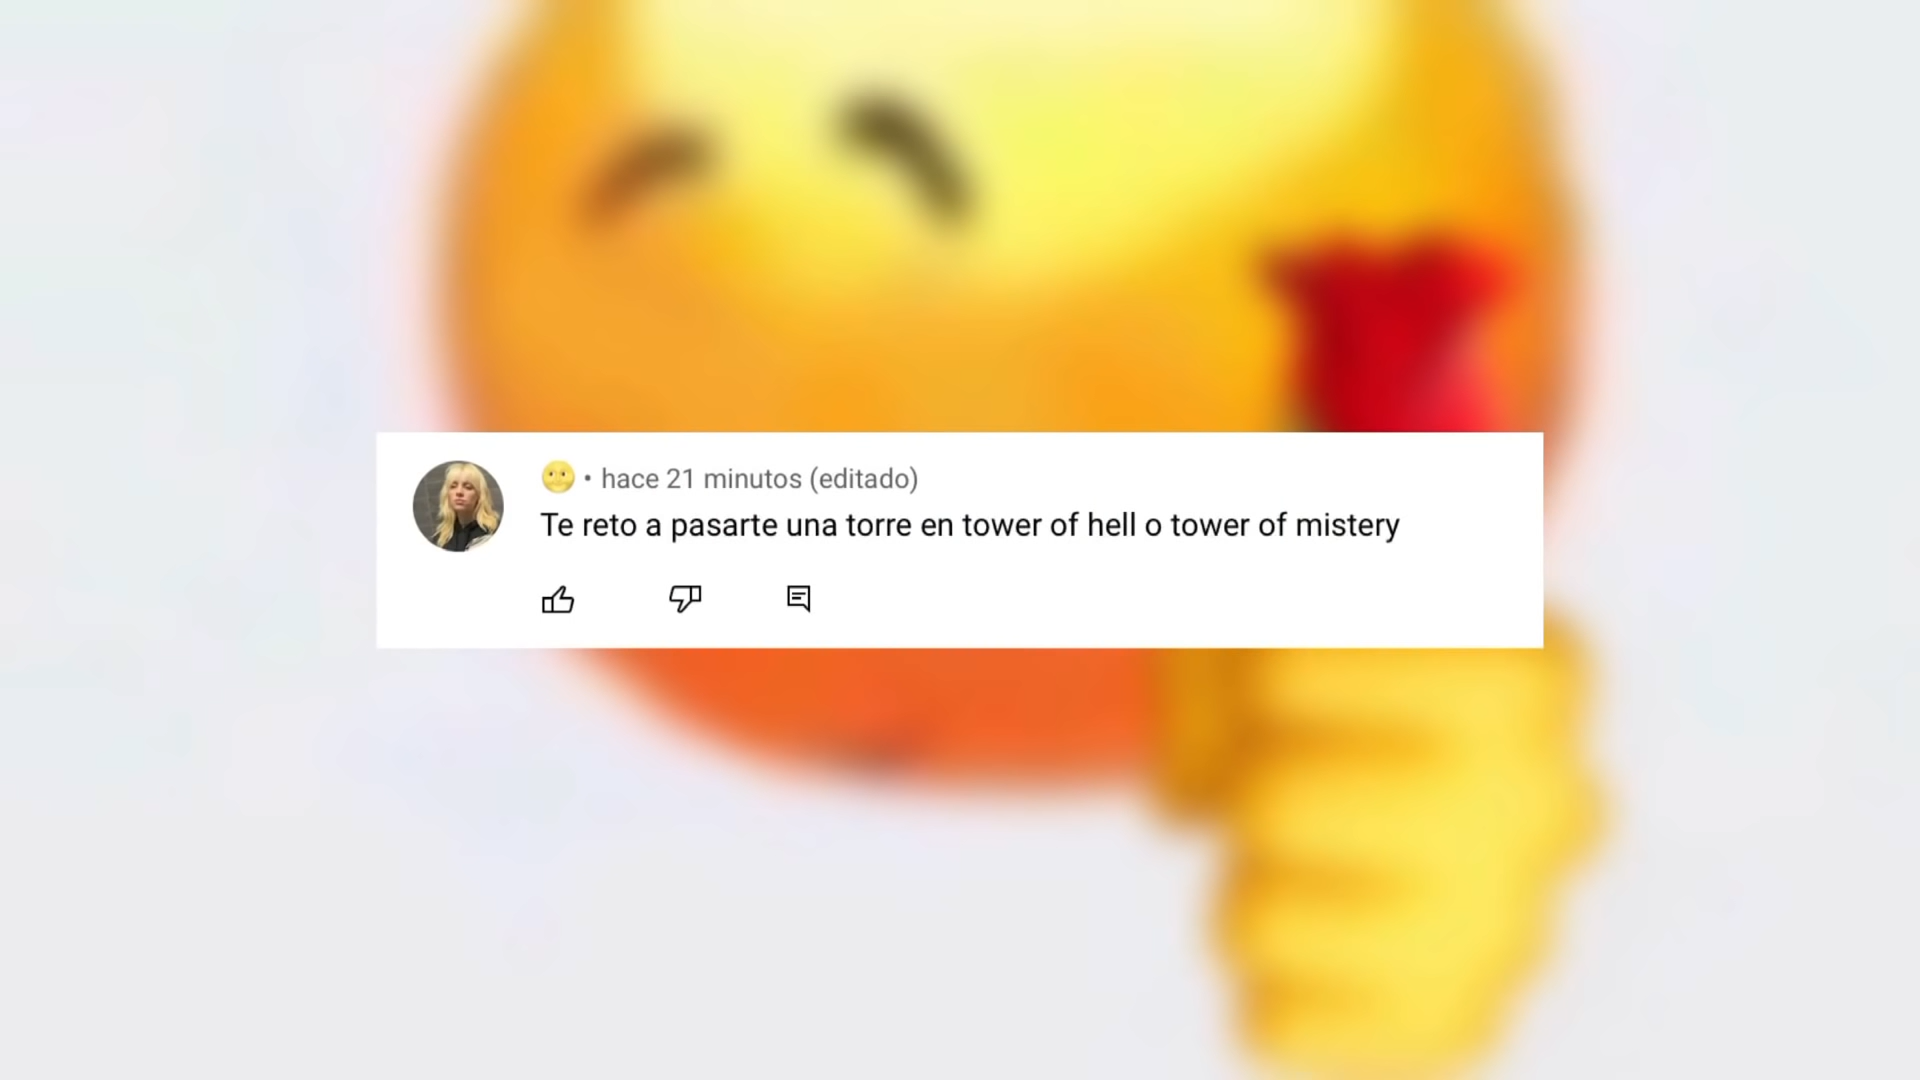 🌝 • hace 21 minutos (editado)
Te reto a pasarte una torre en tower of hell o tower of mistery